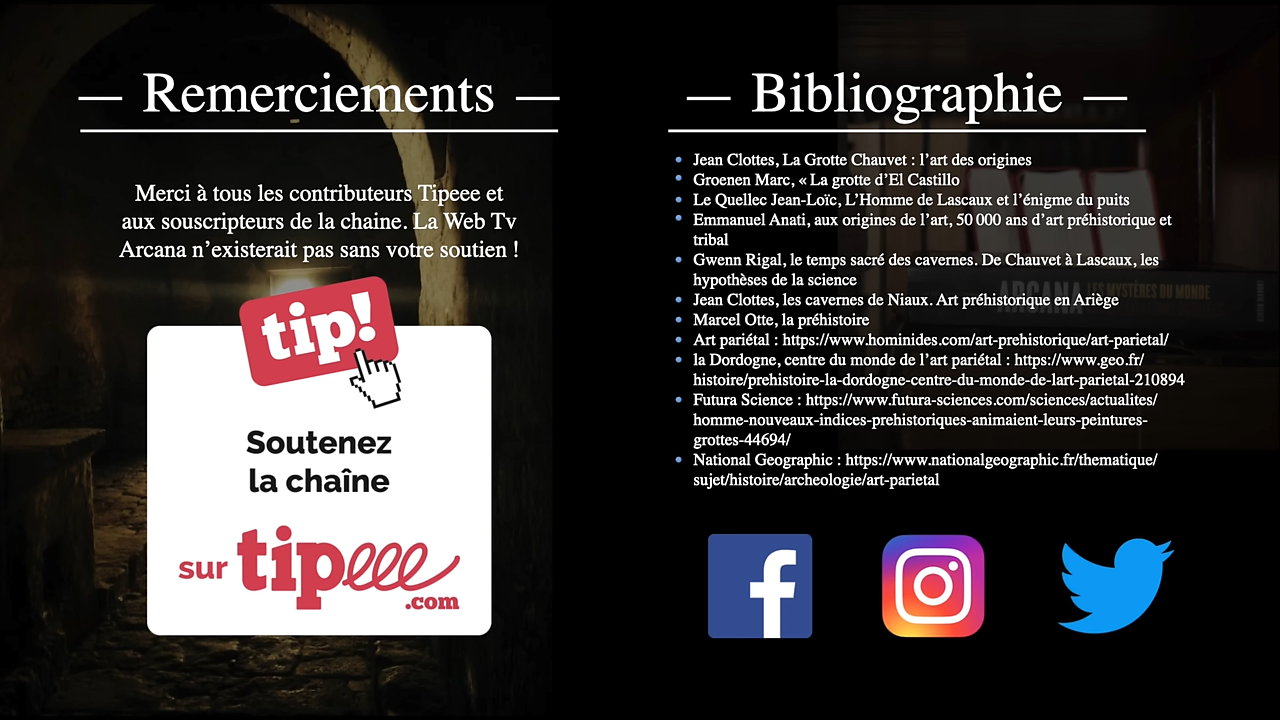 — Remerciements —
Merci à tous les contributeurs Tipeee et
aux souscripteurs de la chaine. La Web Tv
Arcana n’existerait pas sans votre soutien !
tip!
Soutenez
la chaîne
sur tipeee
.com
— Bibliographie —
• Jean Clottes, La Grotte Chauvet : l’art des origines
• Groenen Marc, « La grotte d’El Castillo
• Le Quellec Jean-Loïc, L’Homme de Lascaux et l’énigme du puits
• Emmanuel Anati, aux origines de l’art, 50 000 ans d’art préhistorique et
tribal
• Gwenn Rigal, le temps sacré des cavernes. De Chauvet à Lascaux, les
hypothèses de la science
• Jean Clottes, les cavernes de Niaux. Art préhistorique en Ariège
• Marcel Otte, la préhistoire
• Art pariétal : https://www.hominides.com/art-prehistorique/art-parietal/
• la Dordogne, centre du monde de l’art pariétal : https://www.geo.fr/
histoire/prehistoire-la-dordogne-centre-du-monde-de-lart-parietal-210894
• Futura Science : https://www.futura-sciences.com/sciences/actualites/
homme-nouveaux-indices-prehistoriques-animaient-leurs-peintures-
grottes-44694/
• National Geographic : https://www.nationalgeographic.fr/thematique/
sujet/histoire/archeologie/art-parietal
ARCANA LES MYSTÈRES DU MONDE